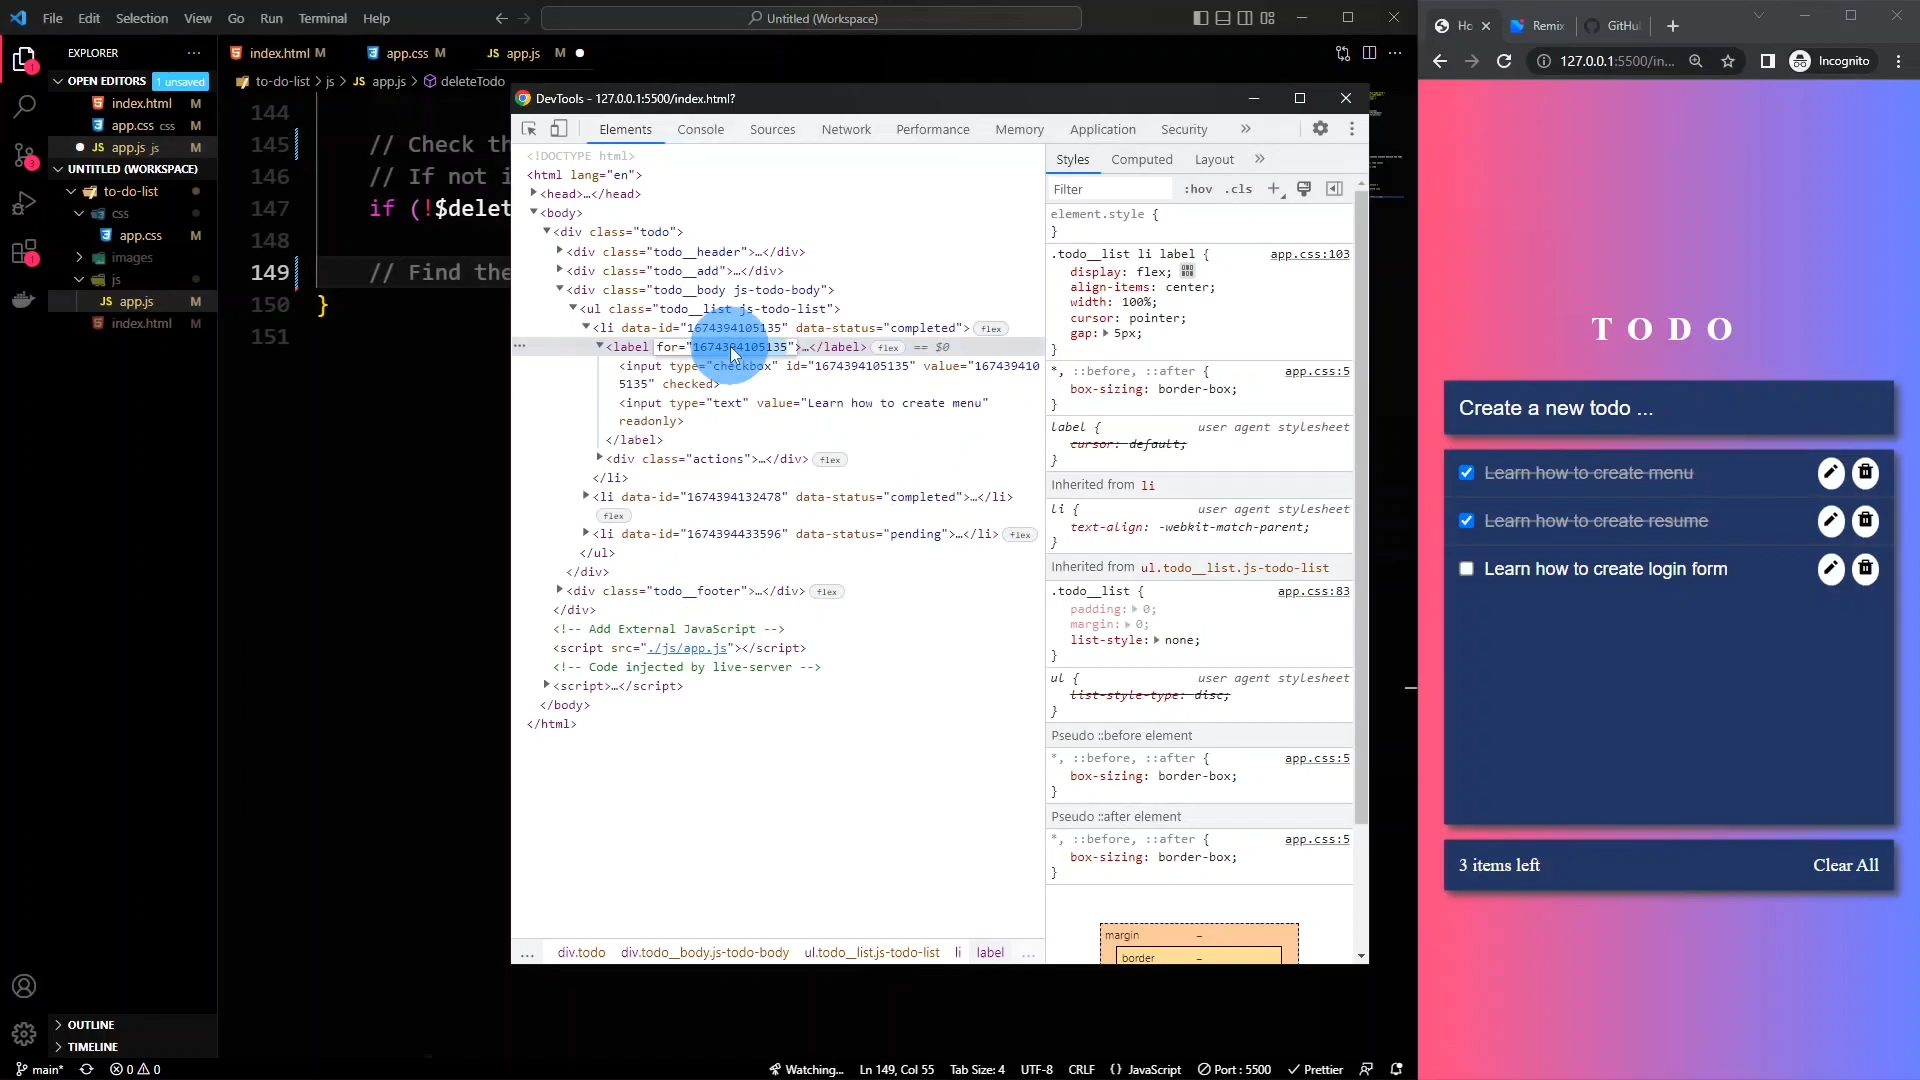 File Edit Selection View Go Run Terminal Help
Untitled (Workspace)
EXPLORER
OPEN EDITORS 1 unsaved
index.html M
app.css css M
JS app.js js M
UNTITLED (WORKSPACE)
to-do-list
css
app.css M
images
js
JS app.js M
index.html M
OUTLINE
TIMELINE
index.html M
app.css M
JS app.js M
to-do-list > js > JS app.js > deleteTodo
144
145 // Check th
146 // If not i
147 if (!$delet
148
149 // Find the
150 }
151
DevTools - 127.0.0.1:5500/index.html?
Elements Console Sources Network Performance Memory Application Security »
<!DOCTYPE html>
<html lang="en">
<head>…</head>
<body>
<div class="todo">
<div class="todo__header">…</div>
<div class="todo__add">…</div>
<div class="todo__body js-todo-body">
<ul class="todo__list js-todo-list">
<li data-id="1674394105135" data-status="completed"> flex
<label for="1674394105135">…</label> flex == $0
<input type="checkbox" id="1674394105135" value="167439410
5135" checked>
<input type="text" value="Learn how to create menu"
readonly>
</label>
<div class="actions">…</div> flex
</li>
<li data-id="1674394132478" data-status="completed">…</li>
flex
<li data-id="1674394433596" data-status="pending">…</li> flex
</ul>
</div>
<div class="todo__footer">…</div> flex
</div>
<!-- Add External JavaScript -->
<script src="./js/app.js"></script>
<!-- Code injected by live-server -->
<script>…</script>
</body>
</html>
… div.todo div.todo__body.js-todo-body ul.todo__list.js-todo-list li label …
Styles Computed Layout »
Filter :hov .cls +
element.style {
}
.todo__list li label { app.css:103
display: flex;
align-items: center;
width: 100%;
cursor: pointer;
gap: 5px;
}
*, ::before, ::after { app.css:5
box-sizing: border-box;
}
label { user agent stylesheet
cursor: default;
}
Inherited from li
li { user agent stylesheet
text-align: -webkit-match-parent;
}
Inherited from ul.todo__list.js-todo-list
.todo__list { app.css:83
padding: 0;
margin: 0;
list-style: none;
}
ul { user agent stylesheet
list-style-type: disc;
}
Pseudo ::before element
*, ::before, ::after { app.css:5
box-sizing: border-box;
}
Pseudo ::after element
*, ::before, ::after { app.css:5
box-sizing: border-box;
}
margin –
border –
Remix GitHu
127.0.0.1:5500/in... Incognito
TODO
Create a new todo ...
Learn how to create menu
Learn how to create resume
Learn how to create login form
3 items left Clear All
main* 0 0 Watching... Ln 149, Col 55 Tab Size: 4 UTF-8 CRLF {} JavaScript Port : 5500 Prettier